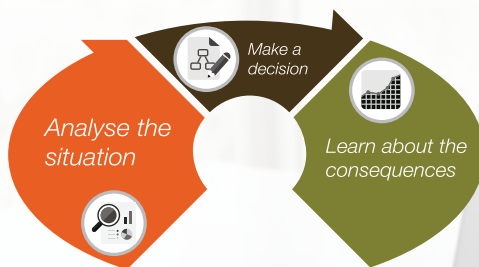 Make a
decision
Analyse the
situation
Learn about the
consequences